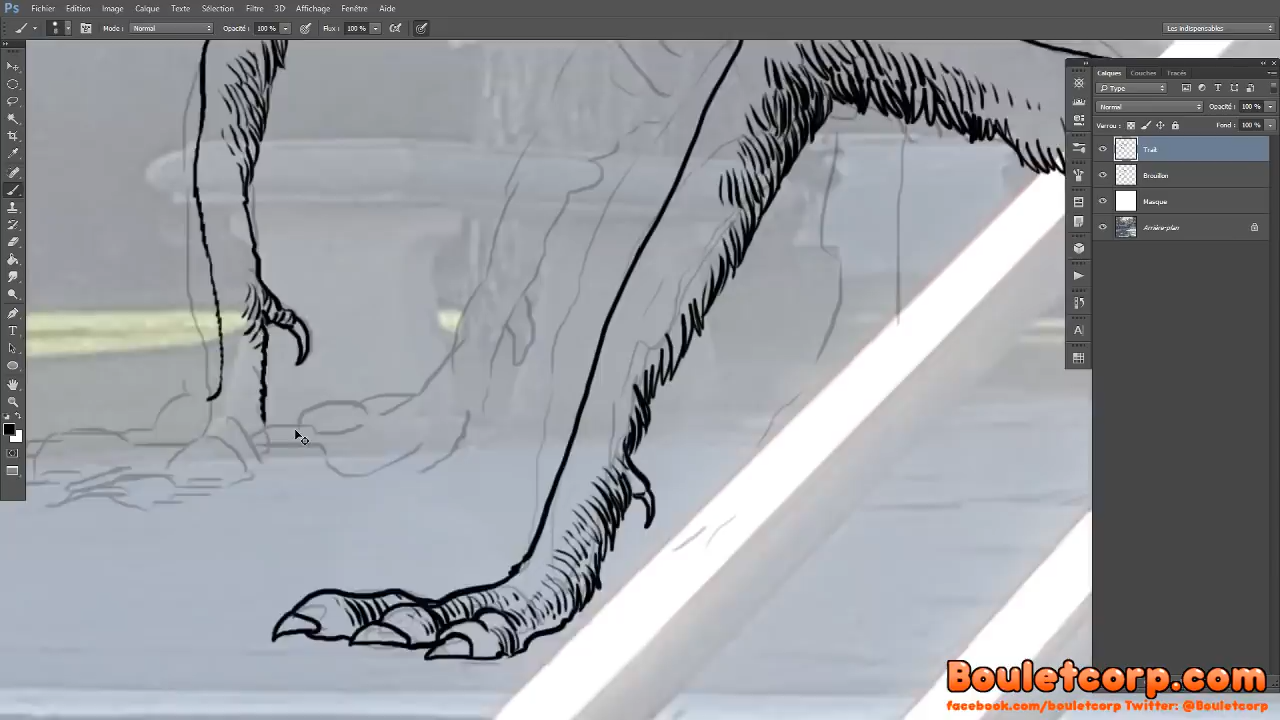 Ps Fichier Edition Image Calque Texte Sélection Filtre 3D Affichage Fenêtre Aide
Mode : Normal Opacité : 100 % Flux : 100 % Les indispensables
Calques Couches Tracés
Type
Normal Opacité : 100 %
Verrou : Fond : 100 %
Trait
Brouillon
Masque
Arrière-plan
Bouletcorp.com
facebook.com/bouletcorp Twitter: @Bouletcorp